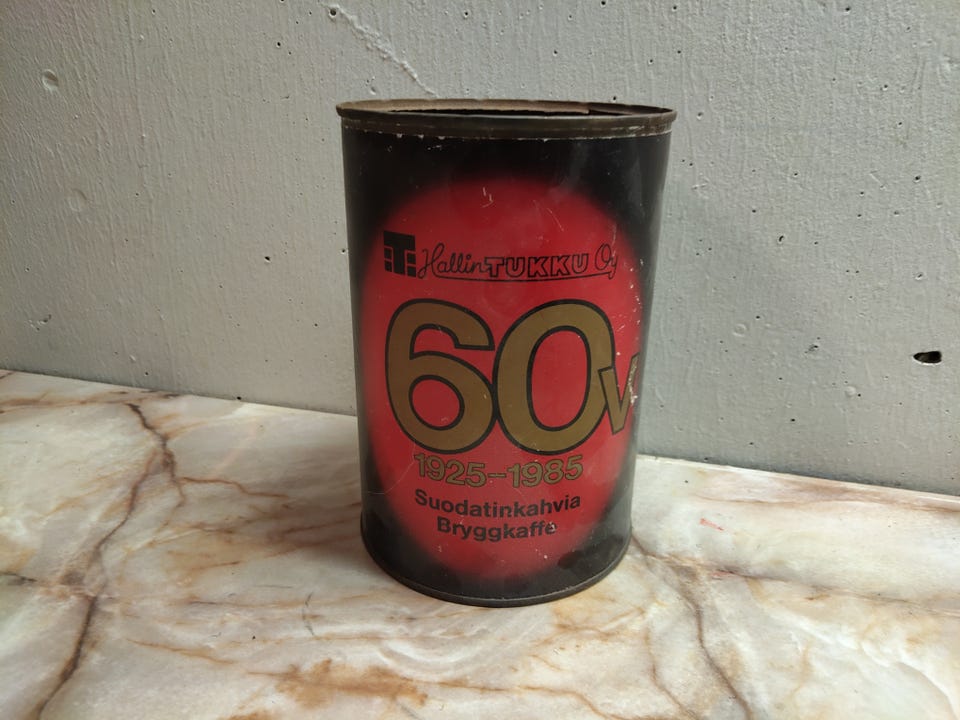 T HallinTUKKU Oy
60v
1925-1985
Suodatinkahvia
Bryggkaffe